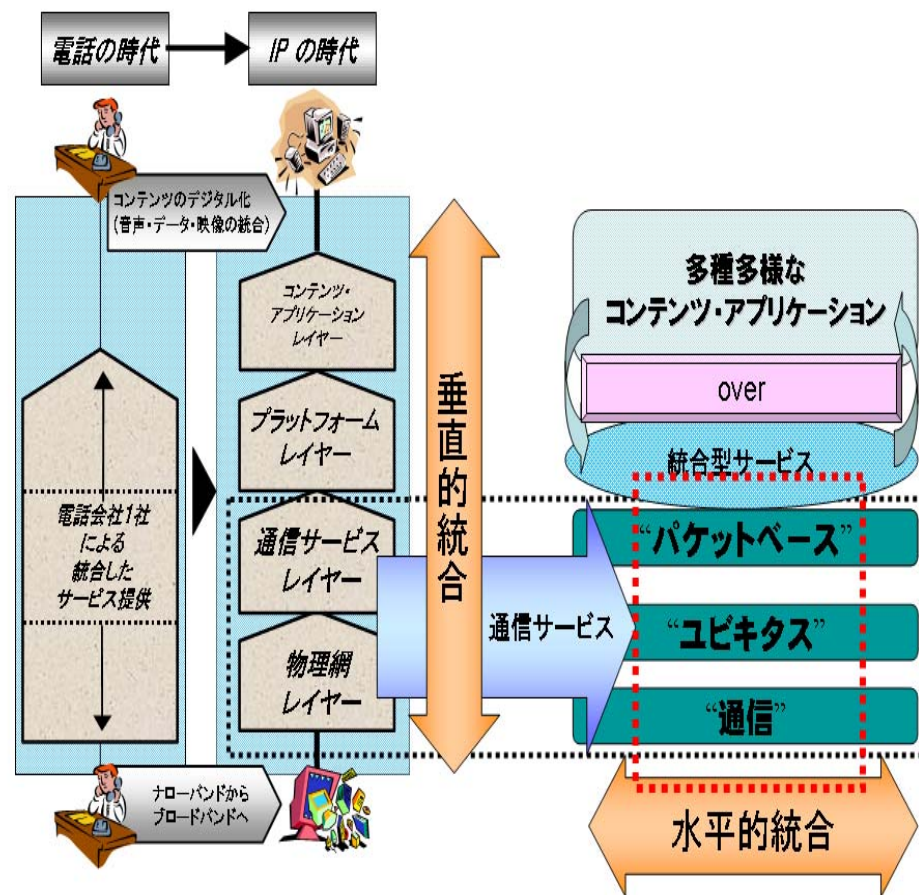 電話の時代
IP の時代
コンテンツのデジタル化
(音声・データ・映像の統合)
コンテンツ・
アプリケーション
レイヤー
プラットフォーム
レイヤー
電話会社1社
による
統合した
サービス提供
通信サービス
レイヤー
物理網
レイヤー
ナローバンドから
ブロードバンドへ
垂直的統合
通信サービス
多種多様な
コンテンツ・アプリケーション
over
統合型サービス
“パケットベース”
“ユビキタス”
“通信”
水平的統合